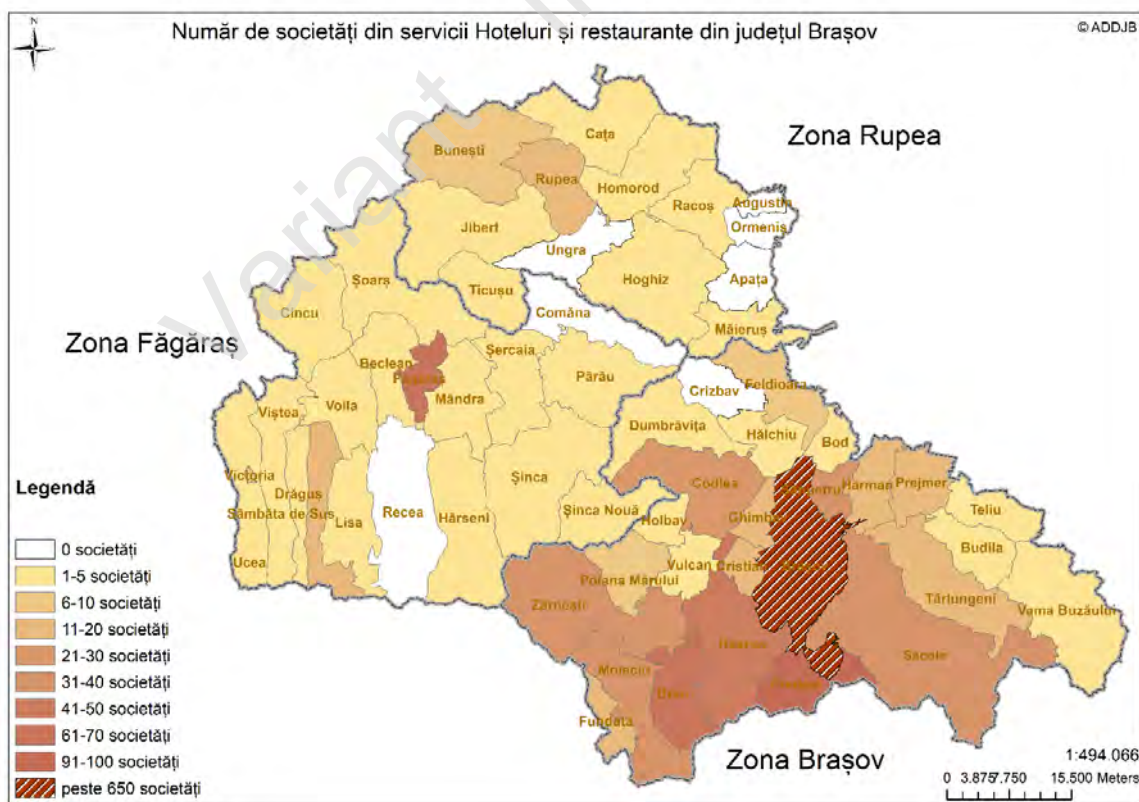 Număr de societăți din servicii Hoteluri și restaurante din județul Brașov
© ADDJB
N
Variant
Zona Rupea
Cața
Bunești
Rupea
Homorod
Racoș
Augustin
Ormeniș
Jibert
Ungra
Apața
Hoghiz
Șoarș
Ticușu
Cincu
Comăna
Măieruș
Zona Făgăraș
Șercaia
Beclean
Părău
Mândra
Crizbav
Feldioara
Viștea
Voila
Dumbrăvița
Hălchiu
Bod
Victoria
Drăguș
Sâmbăta de Sus
Lisa
Recea
Hârseni
Șinca
Codlea
Hărman
Prejmer
Ucea
Șinca Nouă
Holbav
Ghimbav
Teliu
Budila
Vulcan
Cristian
Poiana Mărului
Zărnești
Tărlungeni
Vama Buzăului
Săcele
Moieciu
Bran
Fundata
Zona Brașov
Legendă
0 societăți
1-5 societăți
6-10 societăți
11-20 societăți
21-30 societăți
31-40 societăți
41-50 societăți
61-70 societăți
91-100 societăți
peste 650 societăți
1:494.066
0 3.8757.750 15.500 Meters